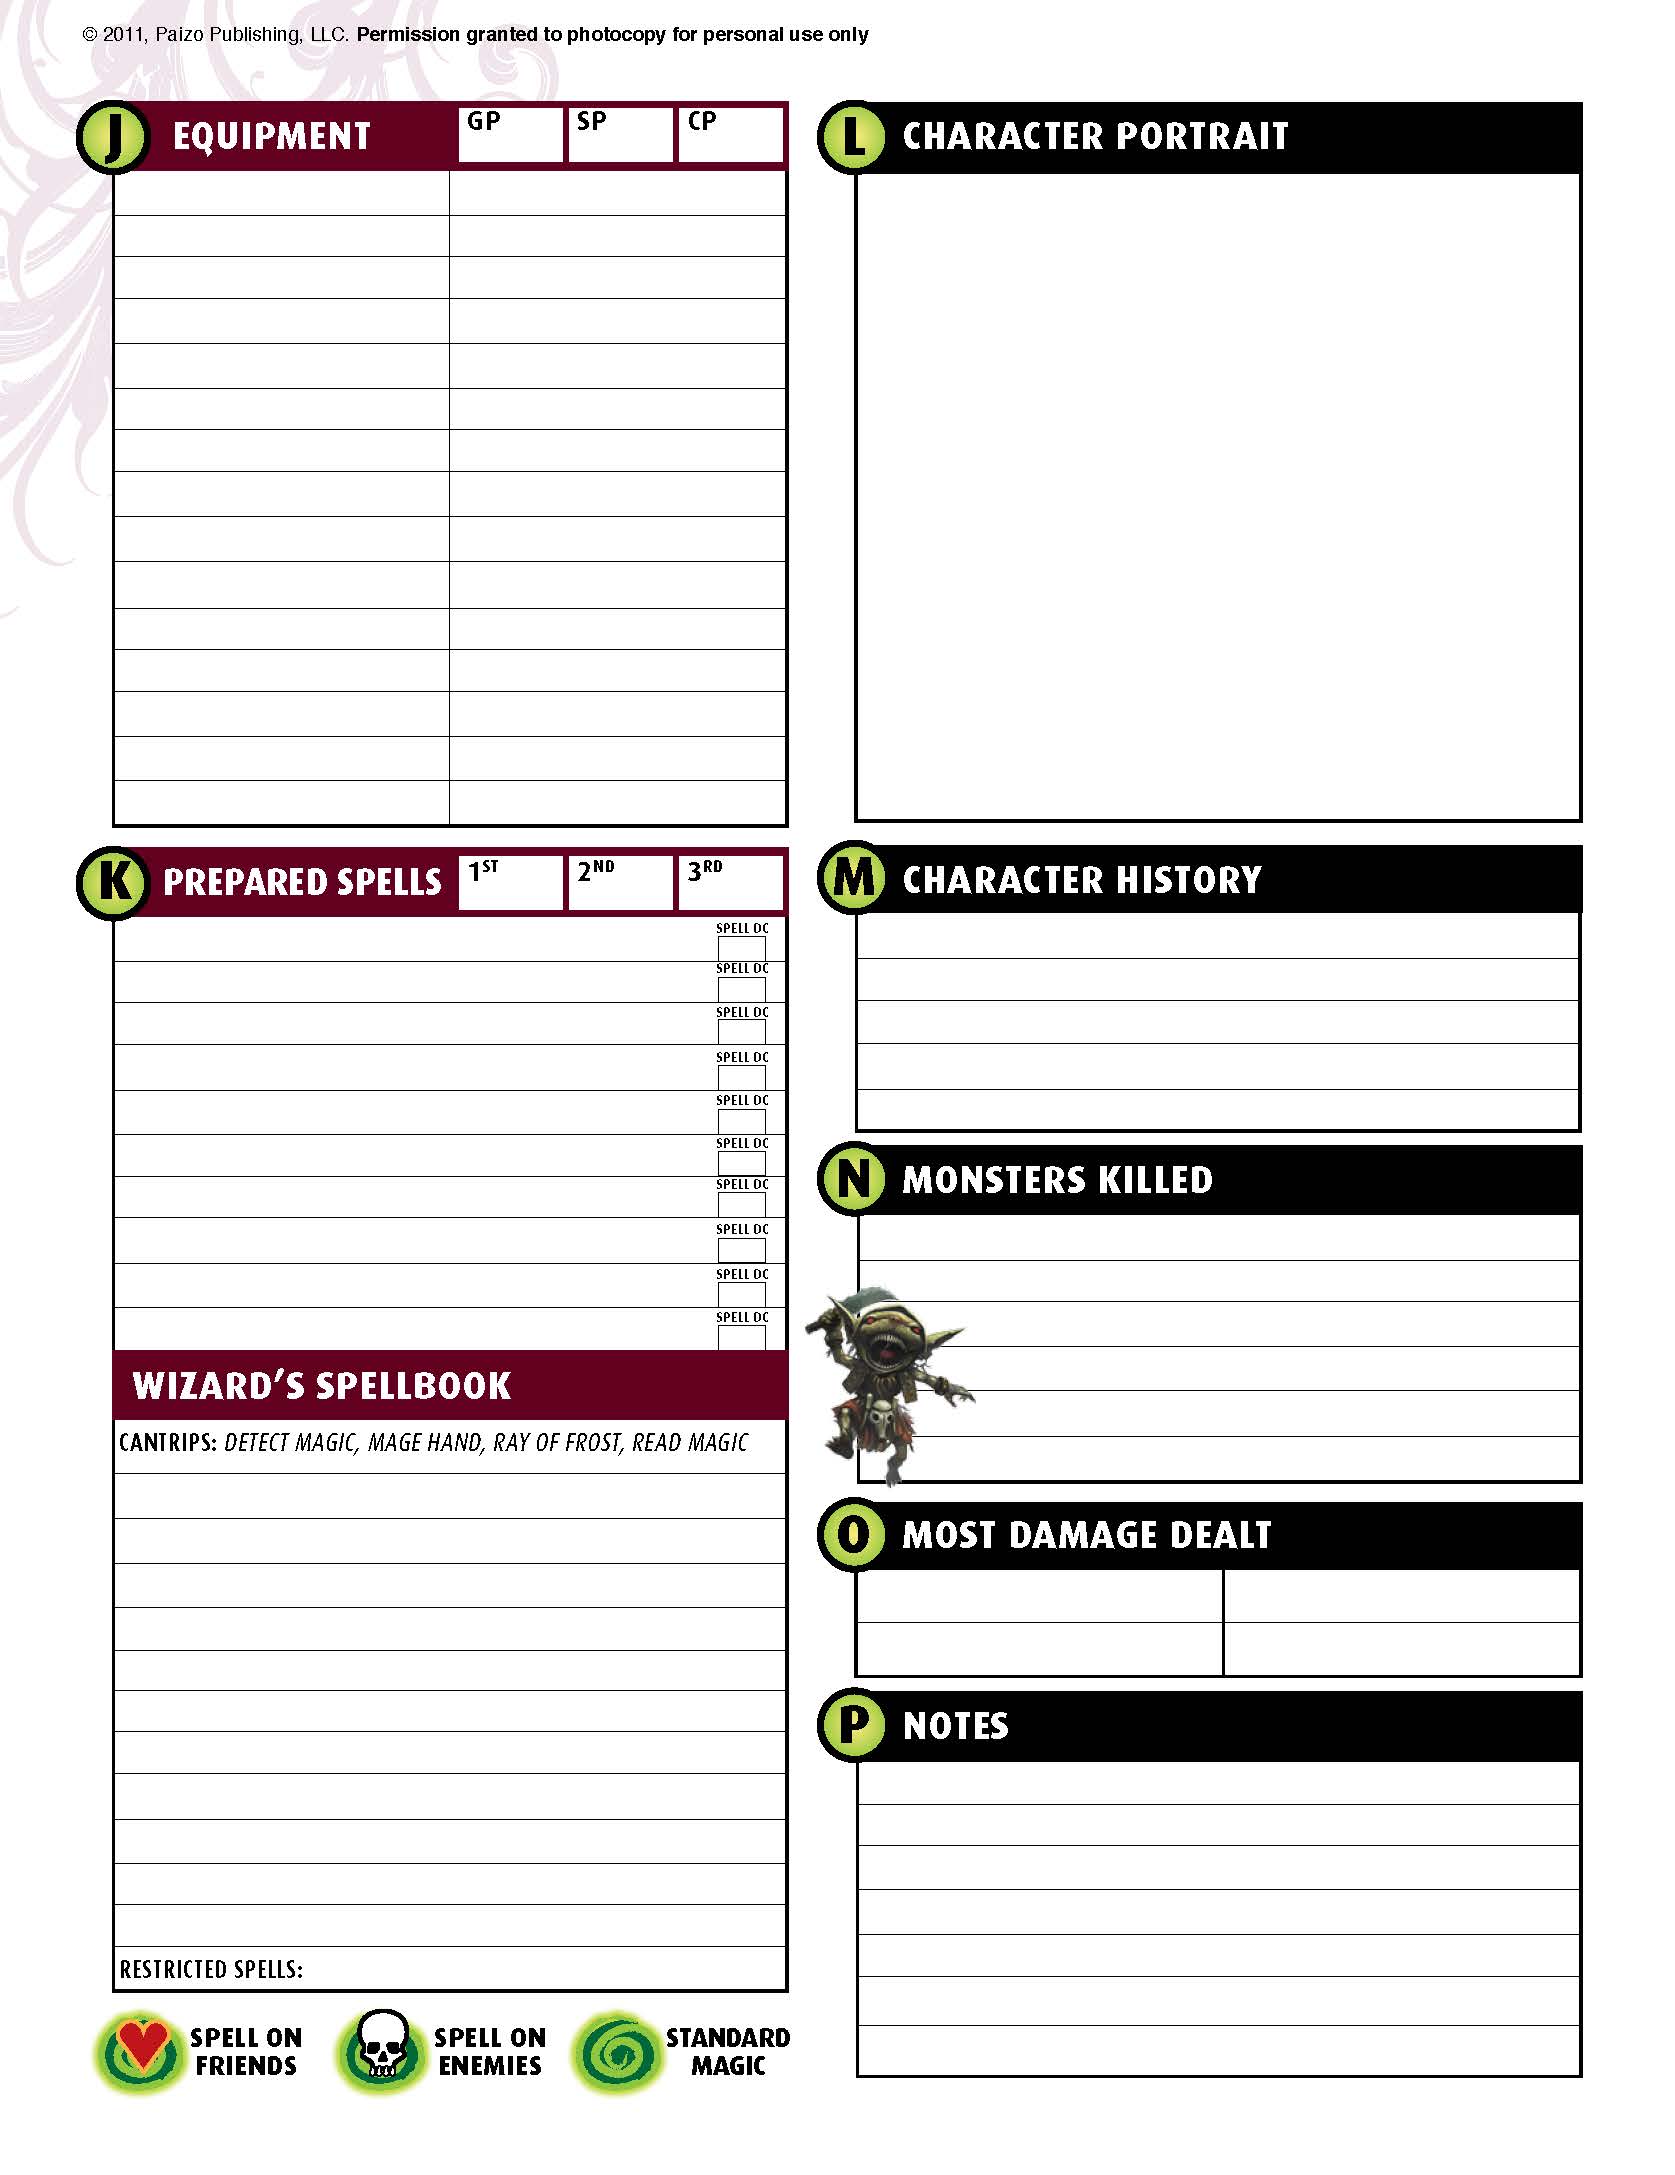 © 2011, Paizo Publishing, LLC. Permission granted to photocopy for personal use only
J EQUIPMENT GP SP CP
K PREPARED SPELLS 1ST 2ND 3RD
SPELL DC
SPELL DC
SPELL DC
SPELL DC
SPELL DC
SPELL DC
SPELL DC
SPELL DC
SPELL DC
SPELL DC
WIZARD'S SPELLBOOK
CANTRIPS: DETECT MAGIC, MAGE HAND, RAY OF FROST, READ MAGIC
RESTRICTED SPELLS:
SPELL ON
FRIENDS
SPELL ON
ENEMIES
STANDARD
MAGIC
L CHARACTER PORTRAIT
M CHARACTER HISTORY
N MONSTERS KILLED
O MOST DAMAGE DEALT
P NOTES